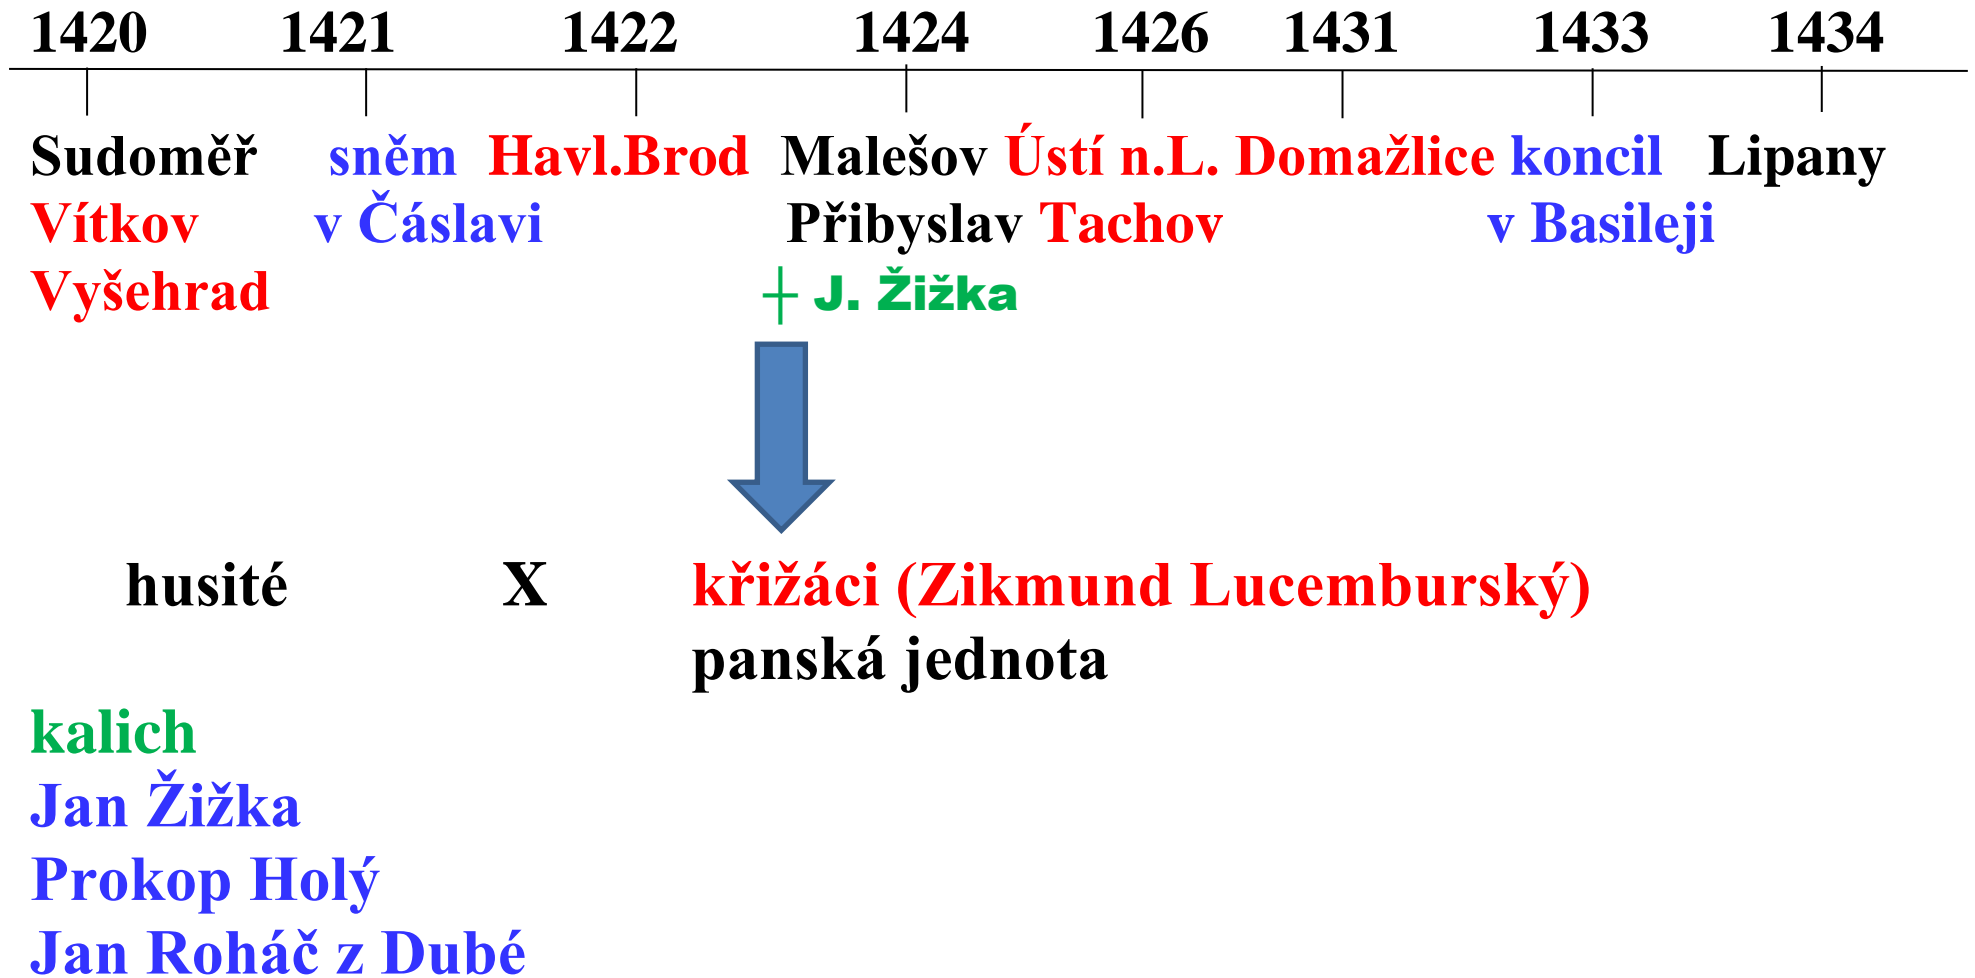 1420 1421 1422 1424 1426 1431 1433 1434
Sudoměř sněm Havl.Brod Malešov Ústí n.L. Domažlice koncil Lipany
Vítkov v Čáslavi Přibyslav Tachov v Basileji
Vyšehrad ┼ J. Žižka
husité X křižáci (Zikmund Lucemburský)
panská jednota
kalich
Jan Žižka
Prokop Holý
Jan Roháč z Dubé